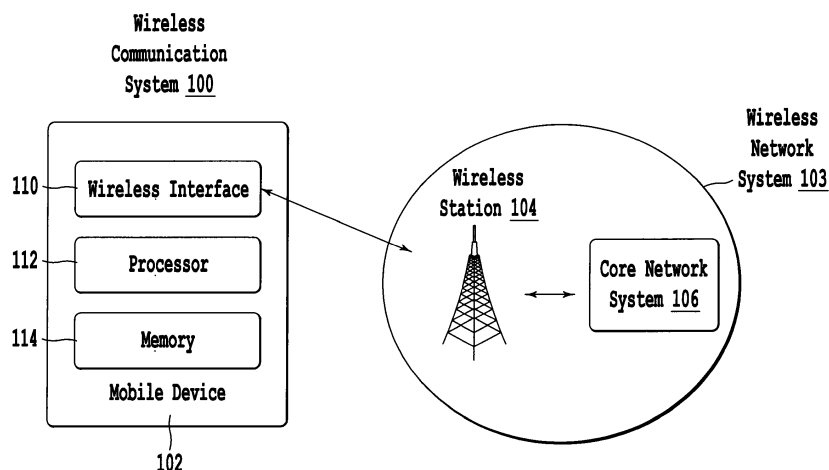 Wireless
Communication
System 100
110
Wireless Interface
112
Processor
114
Memory
Mobile Device
102
Wireless
Station 104
Core Network
System 106
Wireless
Network
System 103